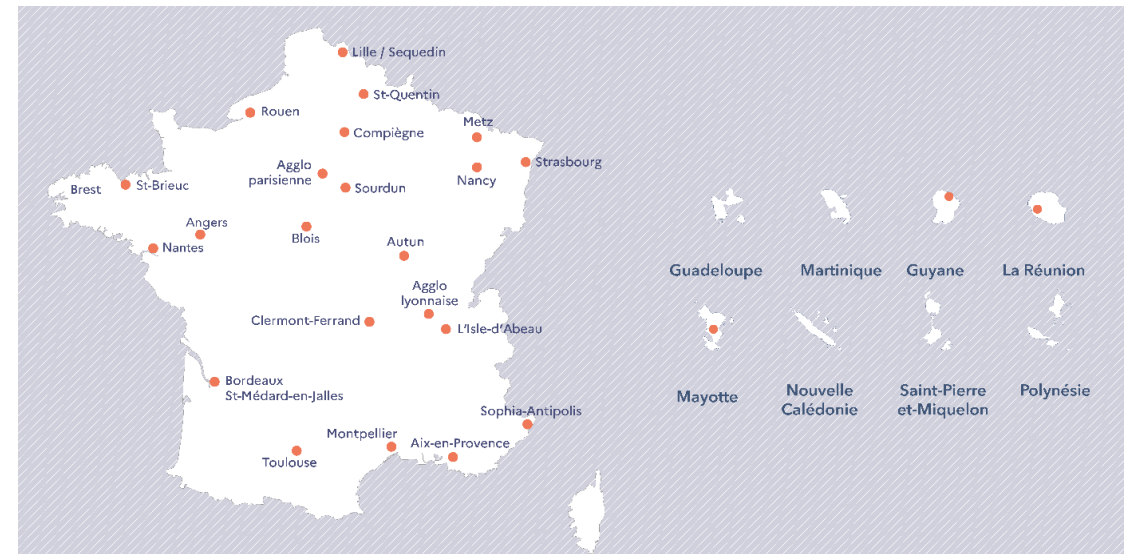 Lille / Sequedin
St-Quentin
Rouen
Compiègne
Metz
Strasbourg
Agglo
parisienne
Nancy
Brest
St-Brieuc
Sourdun
Angers
Blois
Nantes
Autun
Agglo
lyonnaise
Clermont-Ferrand
L'Isle-d'Abeau
Bordeaux
St-Médard-en-Jalles
Sophia-Antipolis
Montpellier
Aix-en-Provence
Toulouse
Guadeloupe
Martinique
Guyane
La Réunion
Mayotte
Nouvelle
Calédonie
Saint-Pierre
et-Miquelon
Polynésie